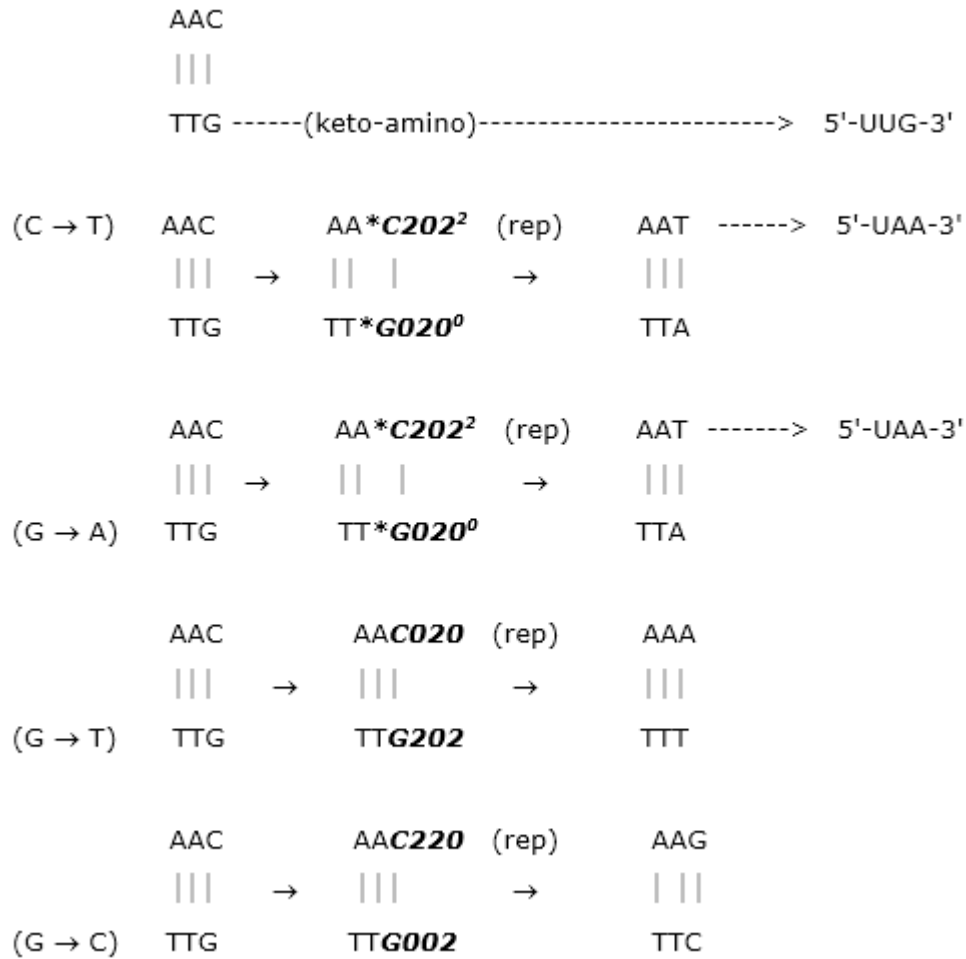 AAC
|||
TTG ------(keto-amino)-------------------------> 5'-UUG-3'
(C → T) AAC AA*C202² (rep) AAT ------> 5'-UAA-3'
||| → || | → |||
TTG TT*G020⁰ TTA
AAC AA*C202² (rep) AAT -------> 5'-UAA-3'
||| → || | → |||
(G → A) TTG TT*G020⁰ TTA
AAC AAC020 (rep) AAA
||| → ||| → |||
(G → T) TTG TTG202 TTT
AAC AAC220 (rep) AAG
||| → ||| → | ||
(G → C) TTG TTG002 TTC